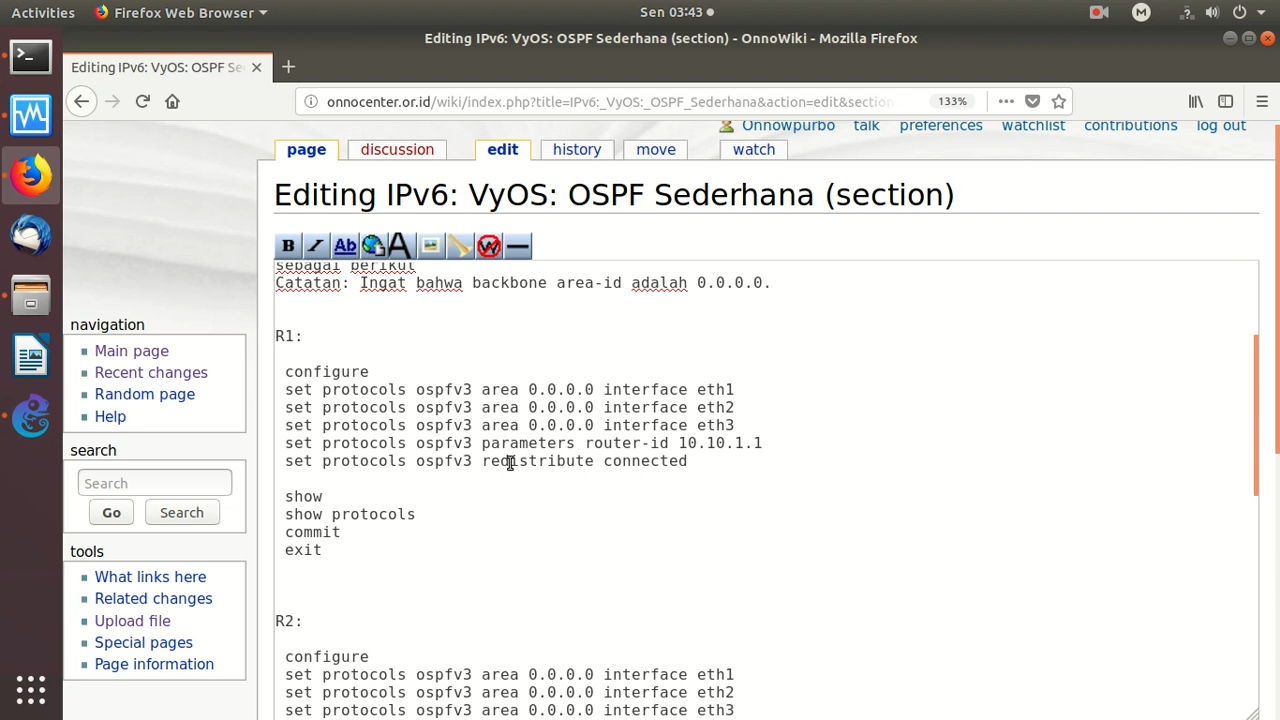 Activities Firefox Web Browser Sen 03:43
Editing IPv6: VyOS: OSPF Sederhana (section) - OnnoWiki - Mozilla Firefox
Editing IPv6: VyOS: OSPF Se
onnocenter.or.id/wiki/index.php?title=IPv6:_VyOS:_OSPF_Sederhana&action=edit&section 133%
Onnowpurbo talk preferences watchlist contributions log out
page discussion edit history move watch
Editing IPv6: VyOS: OSPF Sederhana (section)
sebagai berikut
Catatan: Ingat bahwa backbone area-id adalah 0.0.0.0.
R1:
configure
set protocols ospfv3 area 0.0.0.0 interface eth1
set protocols ospfv3 area 0.0.0.0 interface eth2
set protocols ospfv3 area 0.0.0.0 interface eth3
set protocols ospfv3 parameters router-id 10.10.1.1
set protocols ospfv3 redistribute connected
show
show protocols
commit
exit
R2:
configure
set protocols ospfv3 area 0.0.0.0 interface eth1
set protocols ospfv3 area 0.0.0.0 interface eth2
set protocols ospfv3 area 0.0.0.0 interface eth3
navigation
Main page
Recent changes
Random page
Help
search
Search
Go Search
tools
What links here
Related changes
Upload file
Special pages
Page information